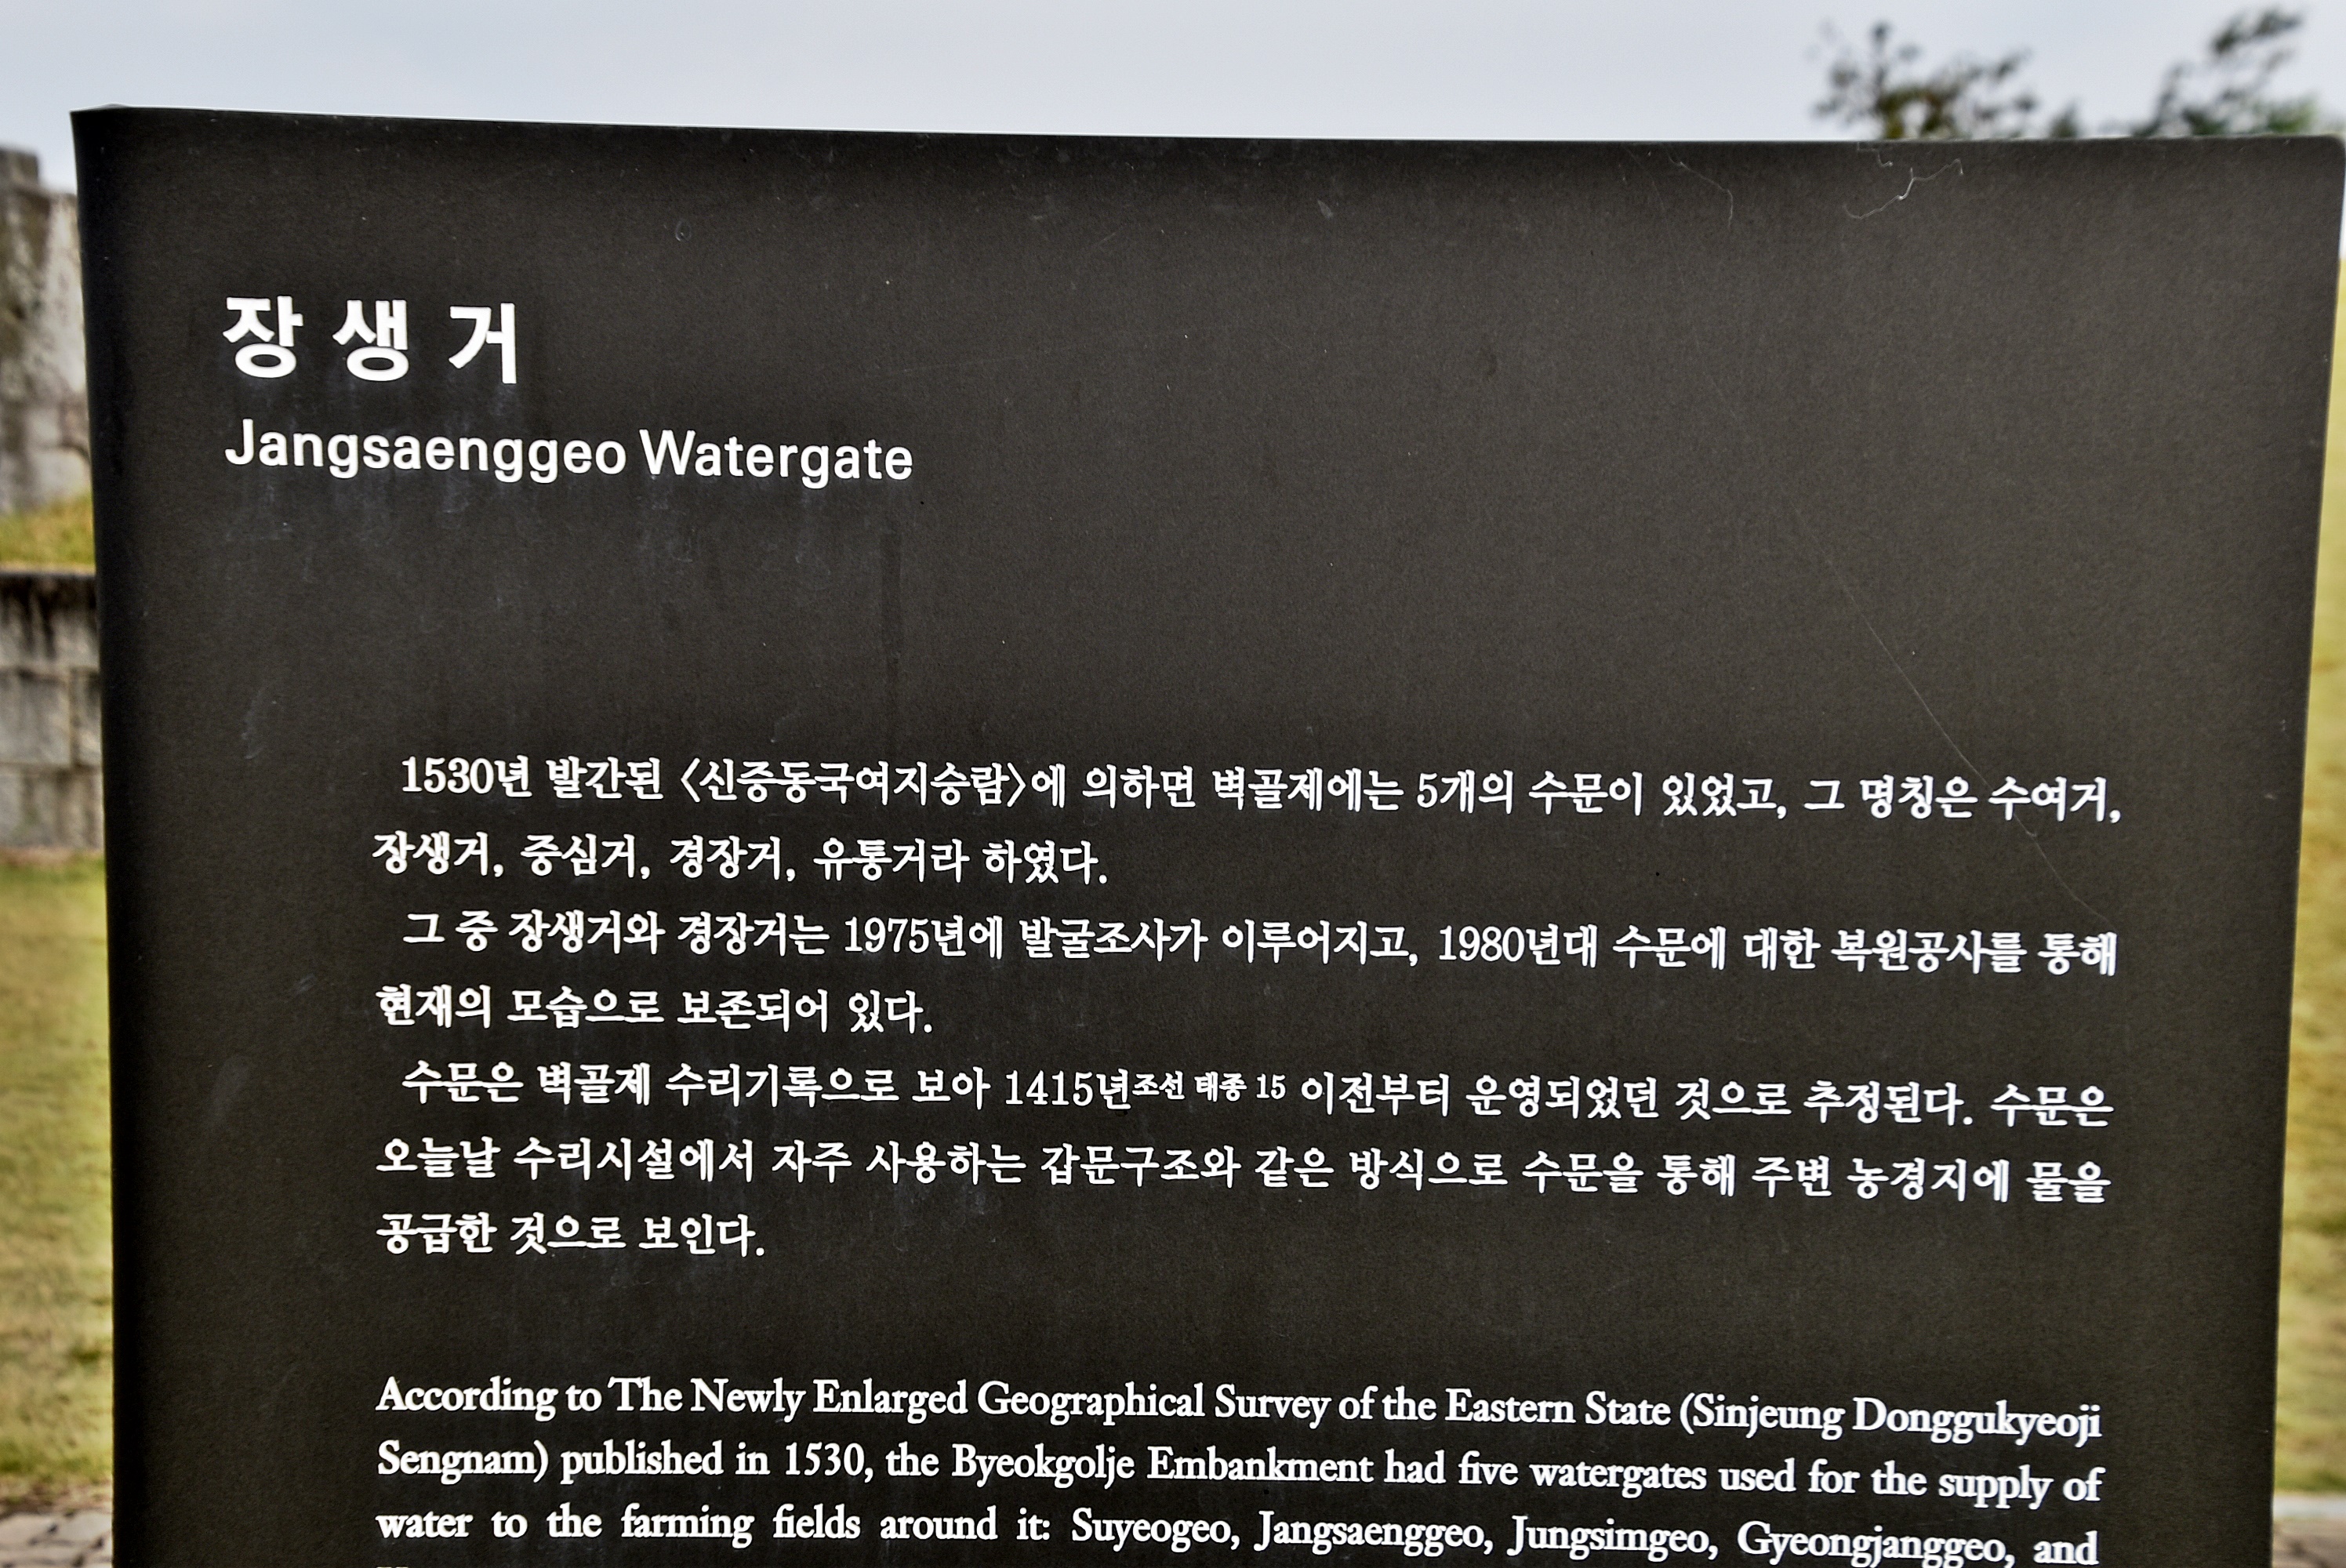 장생거
Jangsaenggeo Watergate
1530년 발간된 〈신증동국여지승람〉에 의하면 벽골제에는 5개의 수문이 있었고, 그 명칭은 수여거,
장생거, 중심거, 경장거, 유통거라 하였다.
그 중 장생거와 경장거는 1975년에 발굴조사가 이루어지고, 1980년대 수문에 대한 복원공사를 통해
현재의 모습으로 보존되어 있다.
수문은 벽골제 수리기록으로 보아 1415년조선 태종 15 이전부터 운영되었던 것으로 추정된다. 수문은
오늘날 수리시설에서 자주 사용하는 갑문구조와 같은 방식으로 수문을 통해 주변 농경지에 물을
공급한 것으로 보인다.
According to The Newly Enlarged Geographical Survey of the Eastern State (Sinjeung Donggukyeoji
Sengnam) published in 1530, the Byeokgolje Embankment had five watergates used for the supply of
water to the farming fields around it: Suyeogeo, Jangsaenggeo, Jungsimgeo, Gyeongjanggeo, and